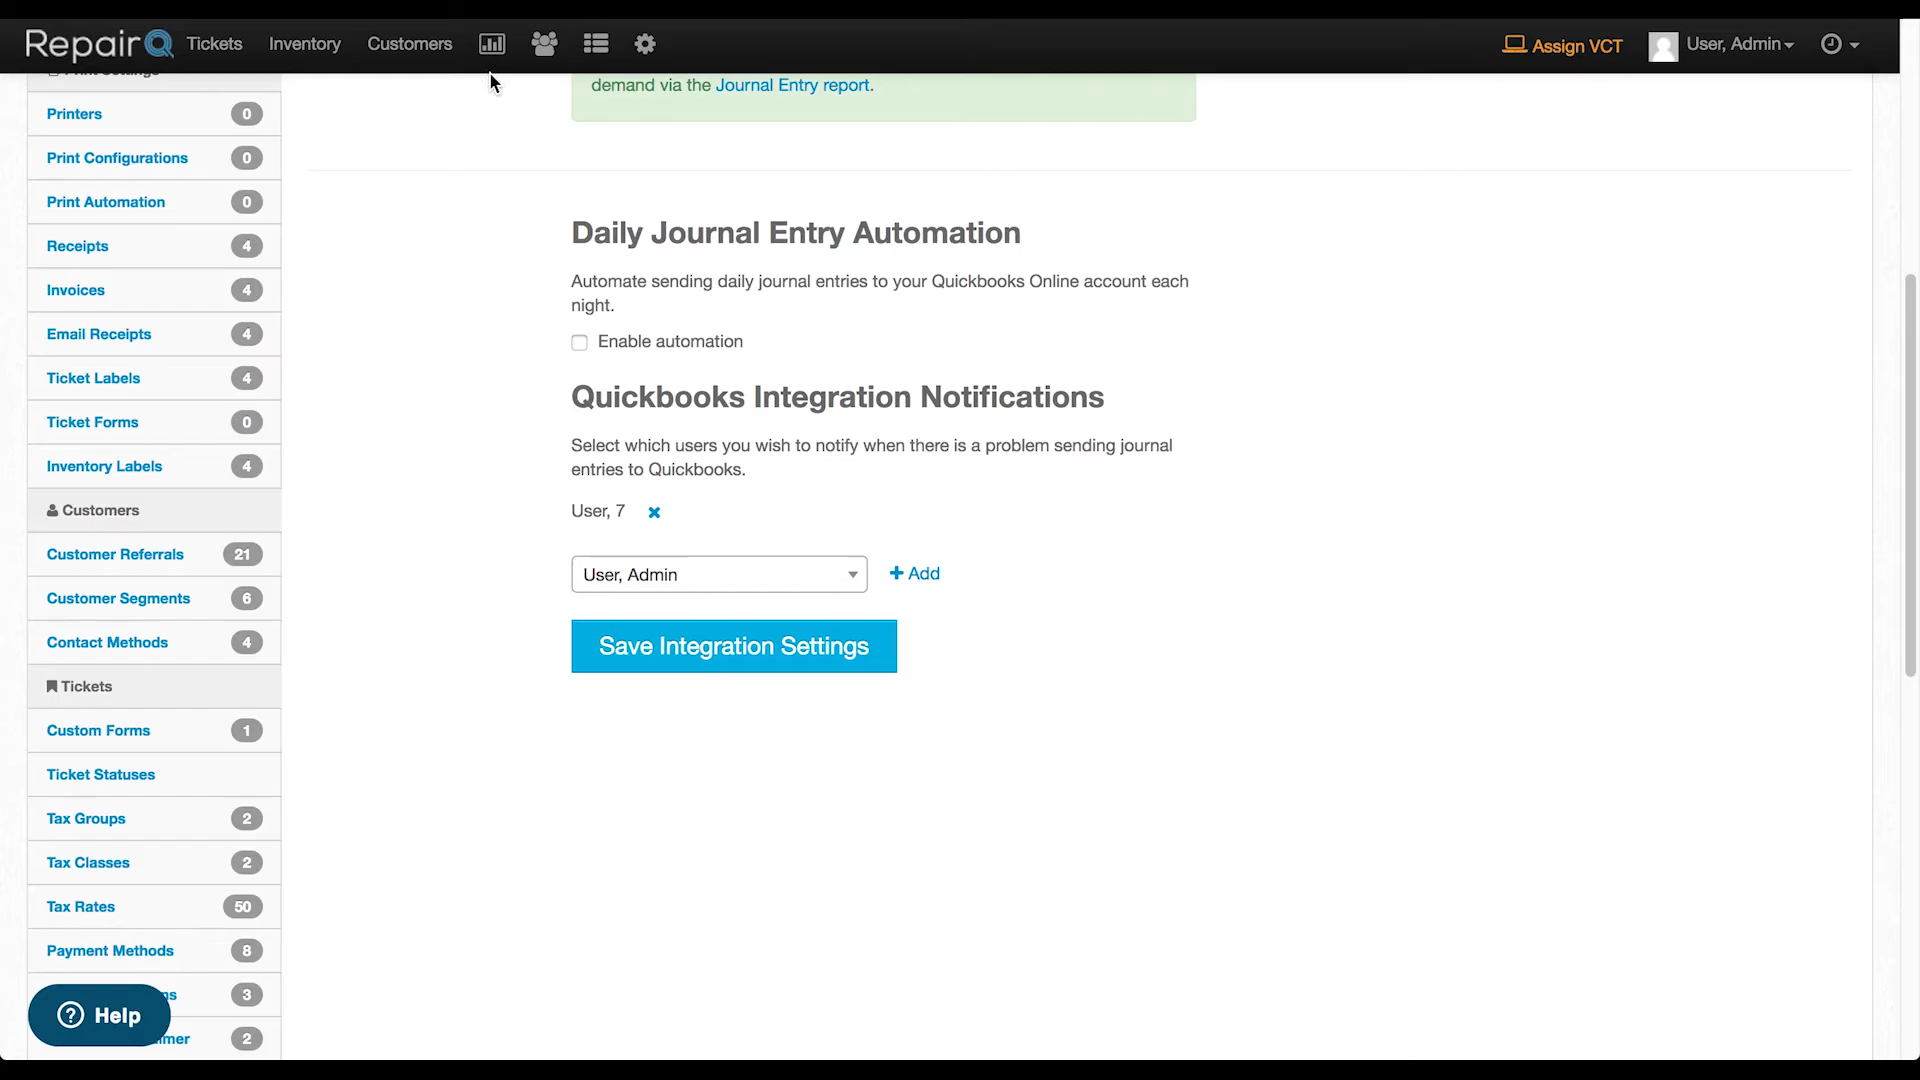 RepairQ Tickets Inventory Customers Assign VCT User, Admin
Print Settings
demand via the Journal Entry report.
Printers 0
Print Configurations 0
Print Automation 0
Receipts 4
Invoices 4
Email Receipts 4
Ticket Labels 4
Ticket Forms 0
Inventory Labels 4
Customers
Customer Referrals 21
Customer Segments 6
Contact Methods 4
Tickets
Custom Forms 1
Ticket Statuses
Tax Groups 2
Tax Classes 2
Tax Rates 50
Payment Methods 8
3
2
? Help
Daily Journal Entry Automation
Automate sending daily journal entries to your Quickbooks Online account each
night.
Enable automation
Quickbooks Integration Notifications
Select which users you wish to notify when there is a problem sending journal
entries to Quickbooks.
User, 7
User, Admin + Add
Save Integration Settings